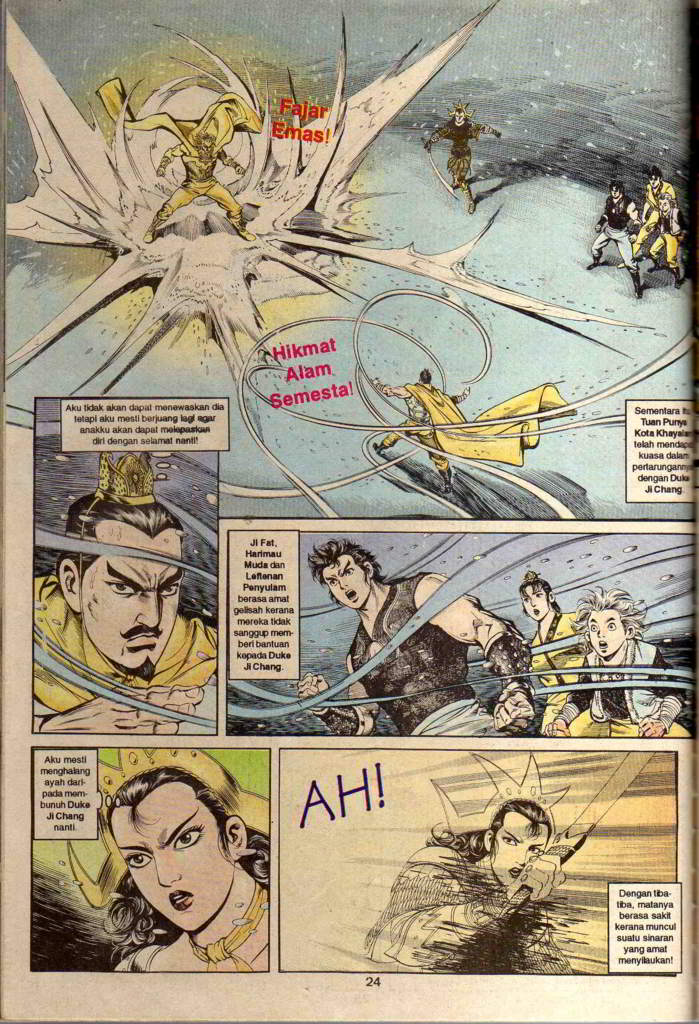 Fajar
Emas!
Hikmat
Alam
Semesta!
Aku tidak akan dapat menewaskan dia
tetapi aku mesti berjuang lagi agar
anakku akan dapat melepaskan
diri dengan selamat nanti!
Sementara
Tuan Punya
Kota Khayalan
telah mendapat
kuasa dalam
pertarungannya
dengan Duke
Ji Chang.
Ji Fat,
Harimau
Muda dan
Leftenan
Penyulam
berasa amat
gelisah kerana
mereka tidak
sanggup mem-
beri bantuan
kepada Duke
Ji Chang.
Aku mesti
menghalang
ayah dari-
pada mem-
bunuh Duke
Ji Chang
nanti.
AH!
Dengan tiba-
tiba, matanya
berasa sakit
kerana muncul
suatu sinaran
yang amat
menyilaukan!
24